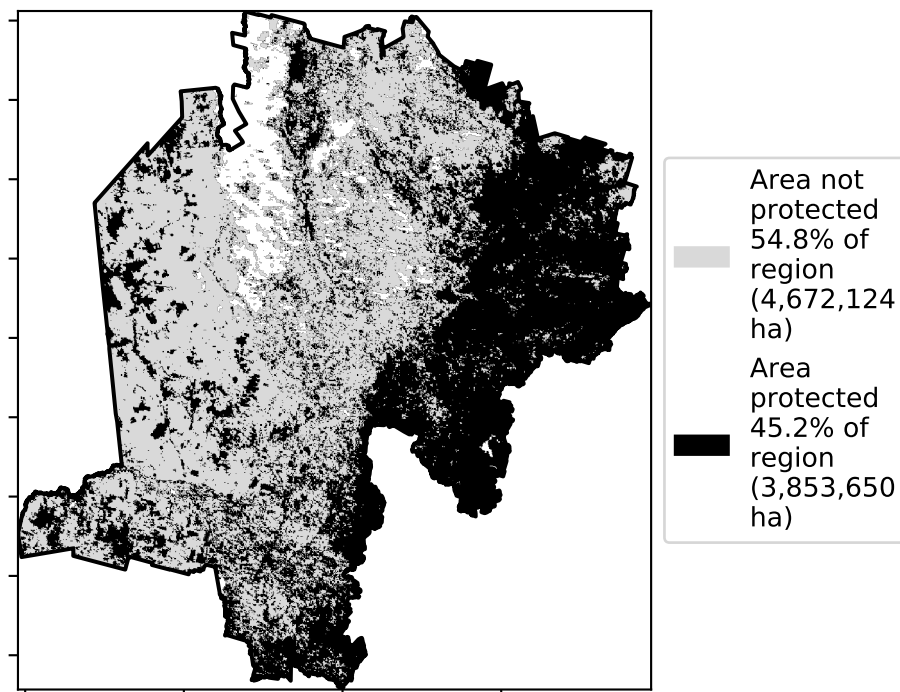 Area not
protected
54.8% of
region
(4,672,124
ha)
Area
protected
45.2% of
region
(3,853,650
ha)